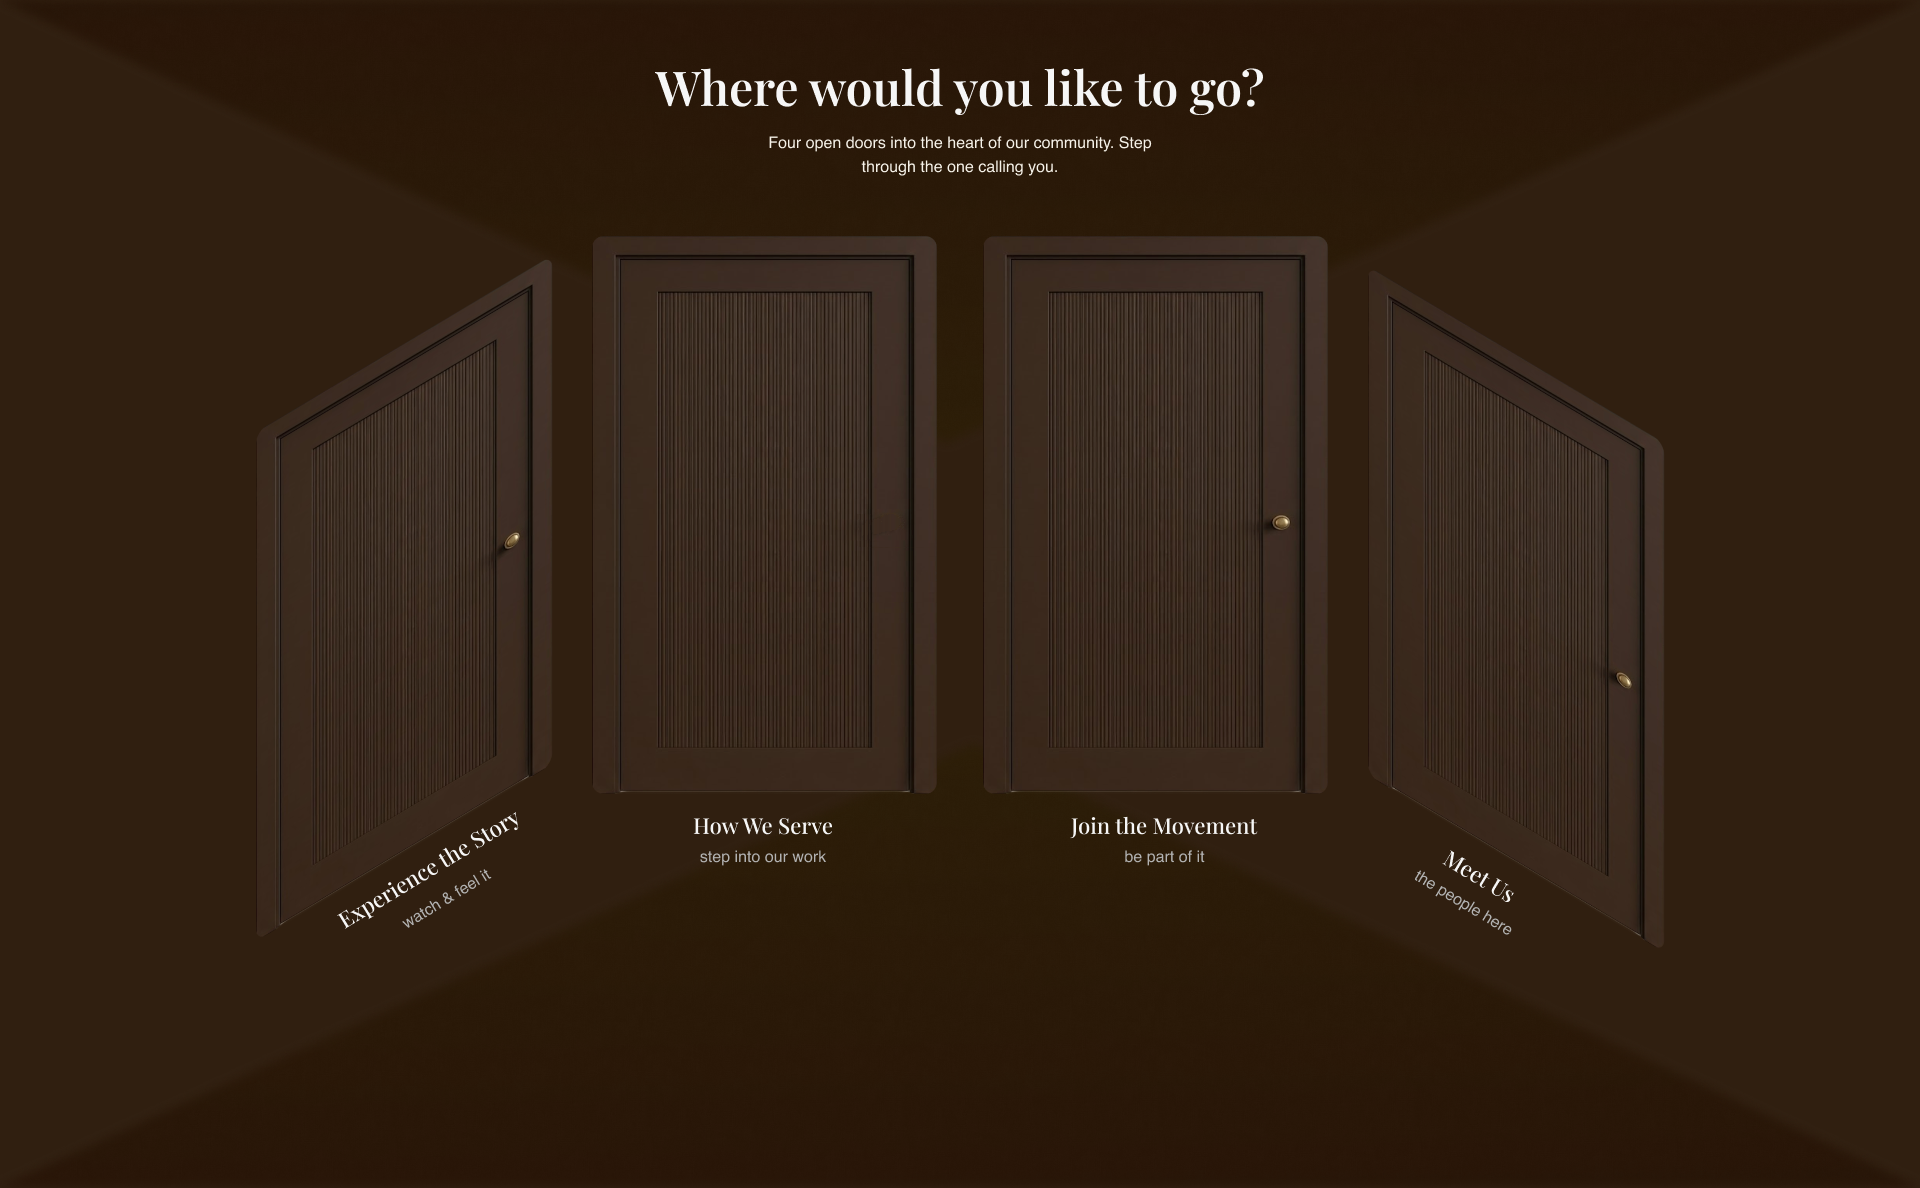 Where would you like to go?
Four open doors into the heart of our community. Step
through the one calling you.
Experience the Story
watch & feel it
How We Serve
step into our work
Join the Movement
be part of it
Meet Us
the people here